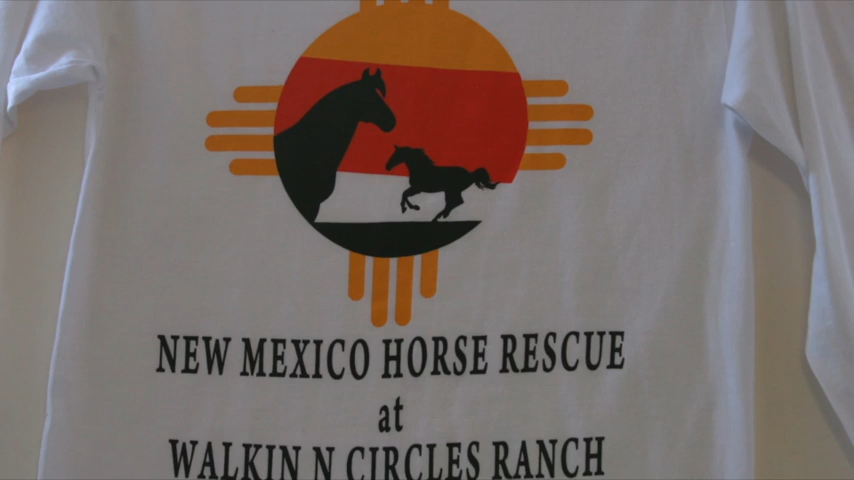 NEW MEXICO HORSE RESCUE
at
WALKIN N CIRCLES RANCH